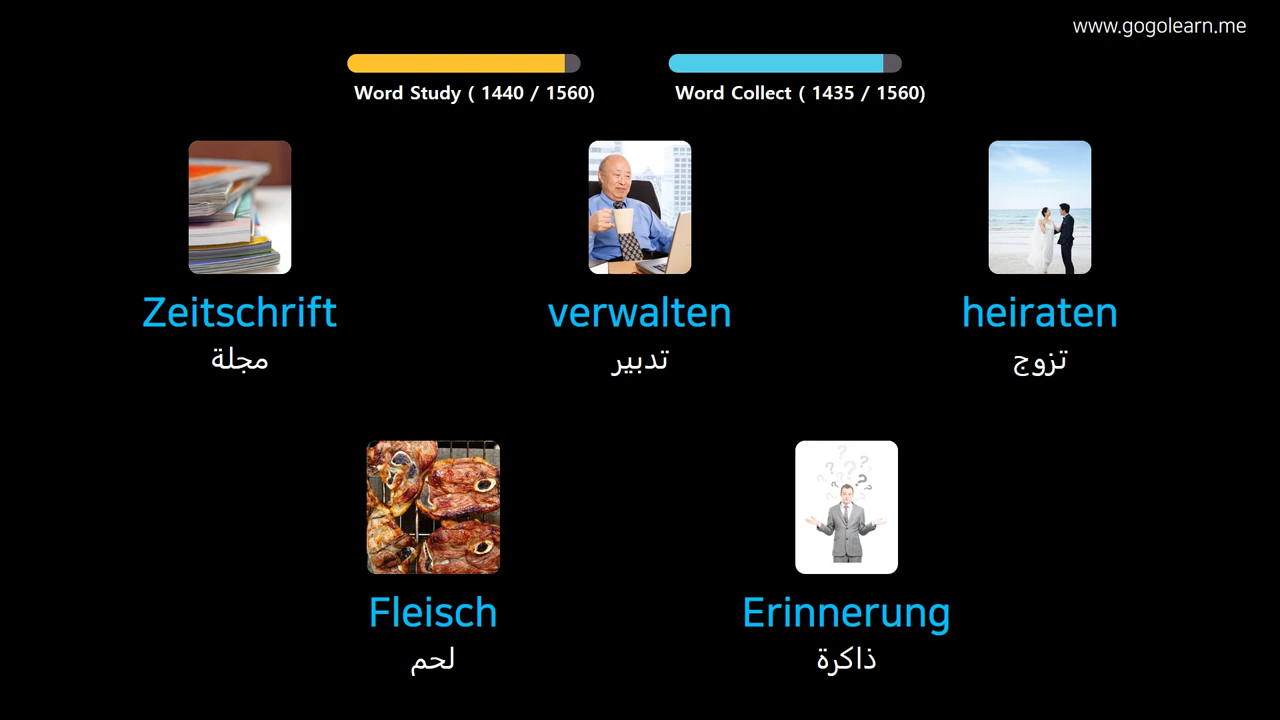 www.gogolearn.me
Word Study ( 1440 / 1560)
Word Collect ( 1435 / 1560)
Zeitschrift
مجلة
verwalten
تدبير
heiraten
تزوج
Fleisch
لحم
Erinnerung
ذاكرة